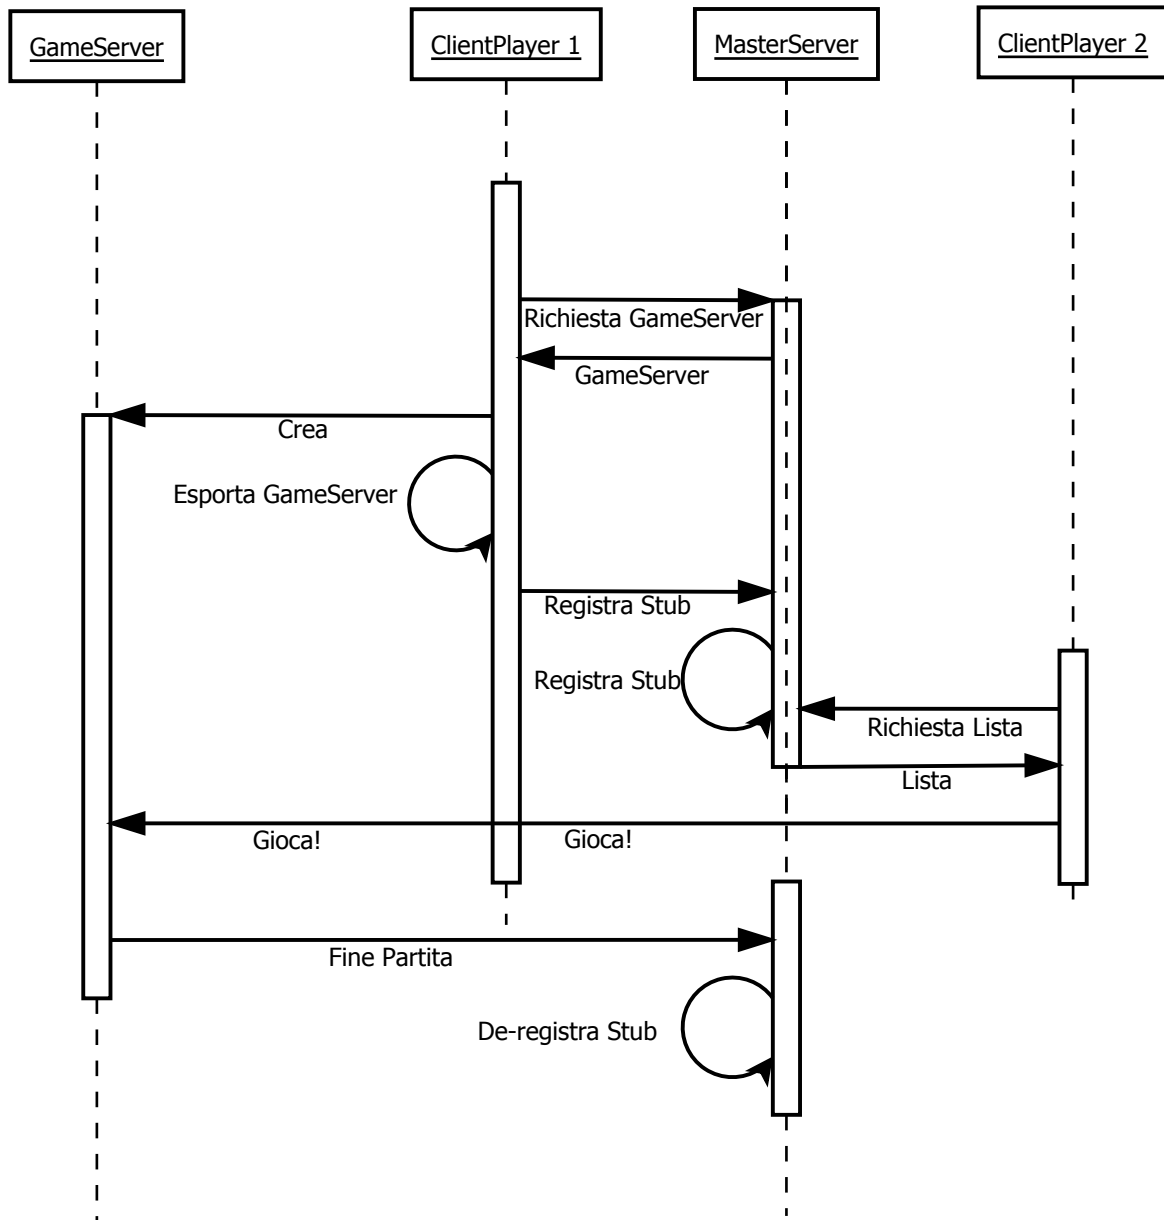 GameServer
ClientPlayer 1
MasterServer
ClientPlayer 2
Richiesta GameServer
GameServer
Crea
Esporta GameServer
Registra Stub
Registra Stub
Richiesta Lista
Lista
Gioca!
Gioca!
Fine Partita
De-registra Stub